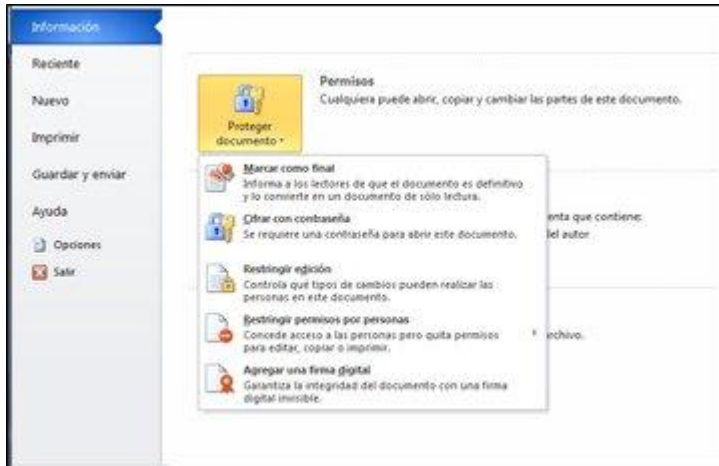 Información
Reciente
Nuevo
Imprimir
Guardar y enviar
Ayuda
Opciones
Salir
Permisos
Cualquiera puede abrir, copiar y cambiar las partes de este documento.
Proteger
documento
Marcar como final
Informa a los lectores de que el documento es definitivo
y lo convierte en un documento de sólo lectura.
Cifrar con contraseña
Se requiere una contraseña para abrir este documento.
Restringir edición
Controla qué tipos de cambios pueden realizar las
personas en este documento.
Restringir permisos por personas
Concede acceso a las personas pero quita permisos
para editar, copiar o imprimir.
Agregar una firma digital
Garantiza la integridad del documento con una firma
digital invisible.
enta que contiene:
del autor
archivo.